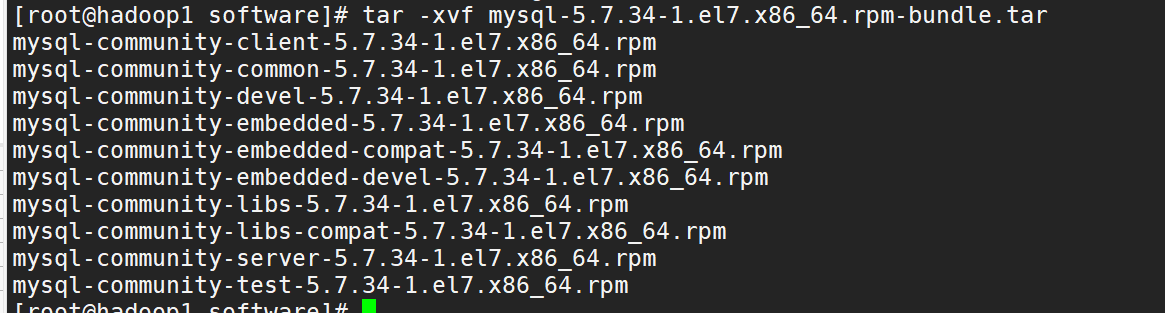 [root@hadoop1 software]# tar -xvf mysql-5.7.34-1.el7.x86_64.rpm-bundle.tar
mysql-community-client-5.7.34-1.el7.x86_64.rpm
mysql-community-common-5.7.34-1.el7.x86_64.rpm
mysql-community-devel-5.7.34-1.el7.x86_64.rpm
mysql-community-embedded-5.7.34-1.el7.x86_64.rpm
mysql-community-embedded-compat-5.7.34-1.el7.x86_64.rpm
mysql-community-embedded-devel-5.7.34-1.el7.x86_64.rpm
mysql-community-libs-5.7.34-1.el7.x86_64.rpm
mysql-community-libs-compat-5.7.34-1.el7.x86_64.rpm
mysql-community-server-5.7.34-1.el7.x86_64.rpm
mysql-community-test-5.7.34-1.el7.x86_64.rpm
[root@hadoop1 software]#